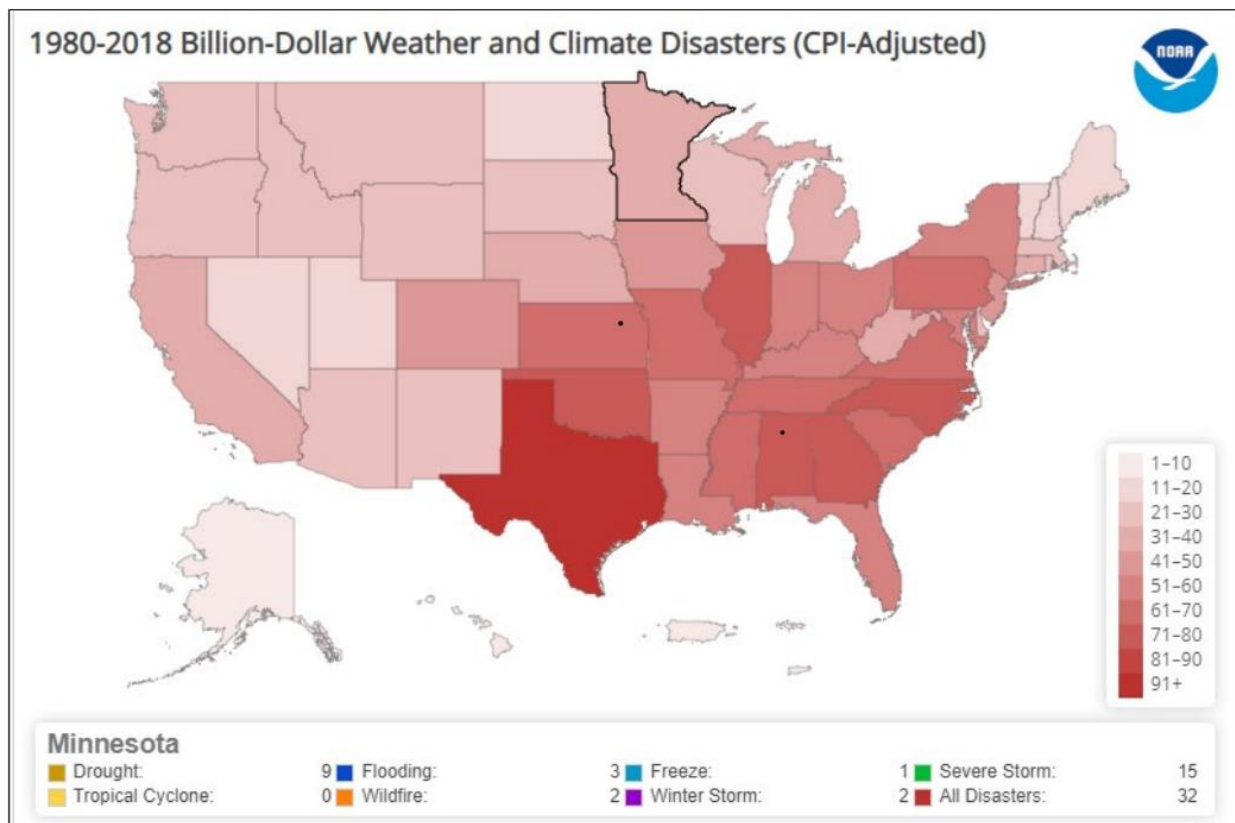 1980-2018 Billion-Dollar Weather and Climate Disasters (CPI-Adjusted)
NOAA
1–10
11–20
21–30
31–40
41–50
51–60
61–70
71–80
81–90
91+
Minnesota
Drought: 9 Flooding: 3 Freeze: 1 Severe Storm: 15
Tropical Cyclone: 0 Wildfire: 2 Winter Storm: 2 All Disasters: 32